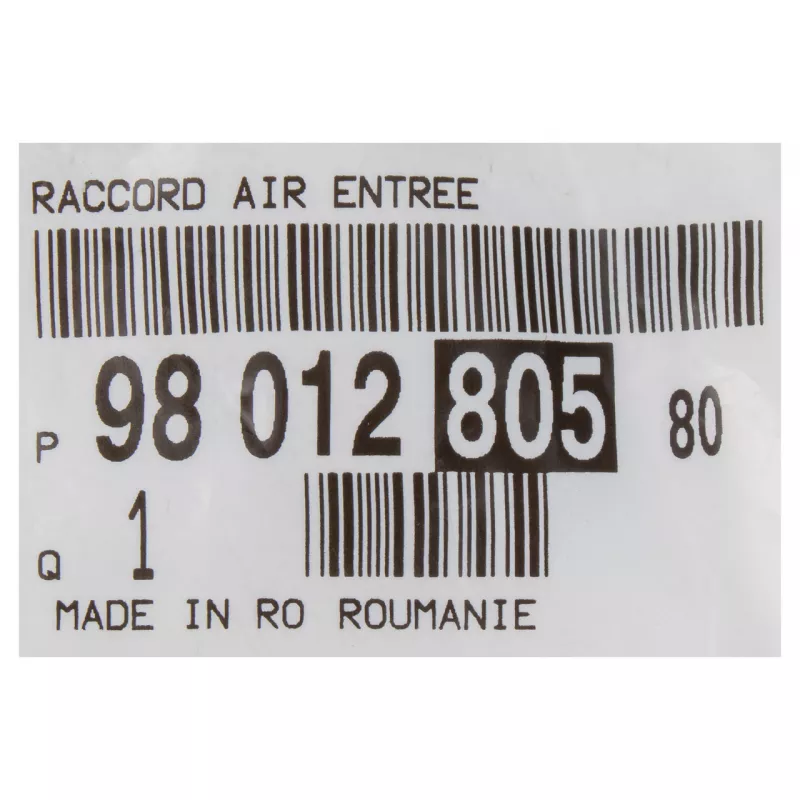 RACCORD AIR ENTREE
P 98 012 805 80
Q 1
MADE IN RO ROUMANIE